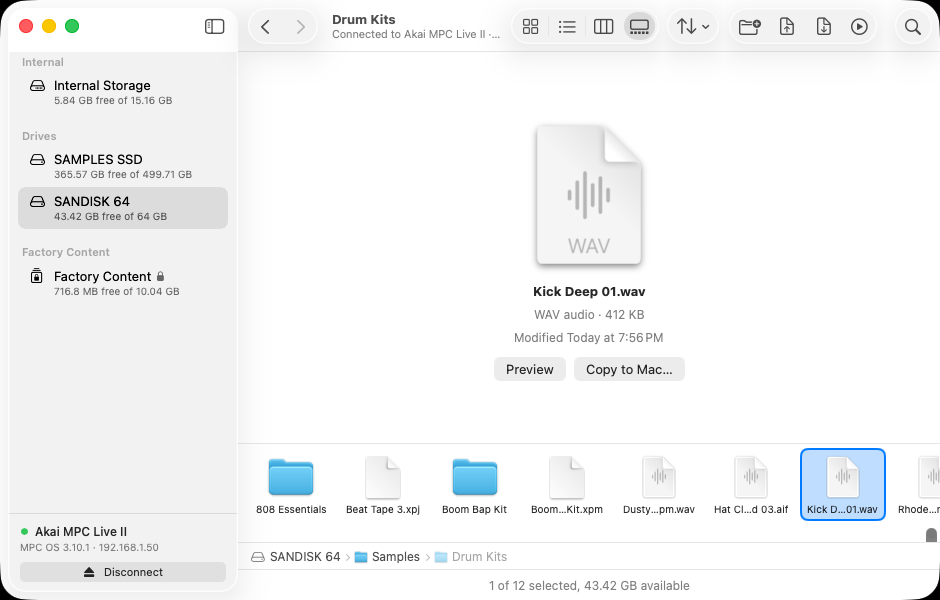 Drum Kits
Connected to Akai MPC Live II ·...
Internal
Internal Storage
5.84 GB free of 15.16 GB
Drives
SAMPLES SSD
365.57 GB free of 499.71 GB
SANDISK 64
43.42 GB free of 64 GB
Factory Content
Factory Content
716.8 MB free of 10.04 GB
Akai MPC Live II
MPC OS 3.10.1 · 192.168.1.50
Disconnect
WAV
Kick Deep 01.wav
WAV audio · 412 KB
Modified Today at 7:56 PM
Preview Copy to Mac...
808 Essentials Beat Tape 3.xpj Boom Bap Kit Boom...Kit.xpm Dusty...pm.wav Hat Cl...d 03.aif Kick D...01.wav Rhode...
SANDISK 64 Samples Drum Kits
1 of 12 selected, 43.42 GB available